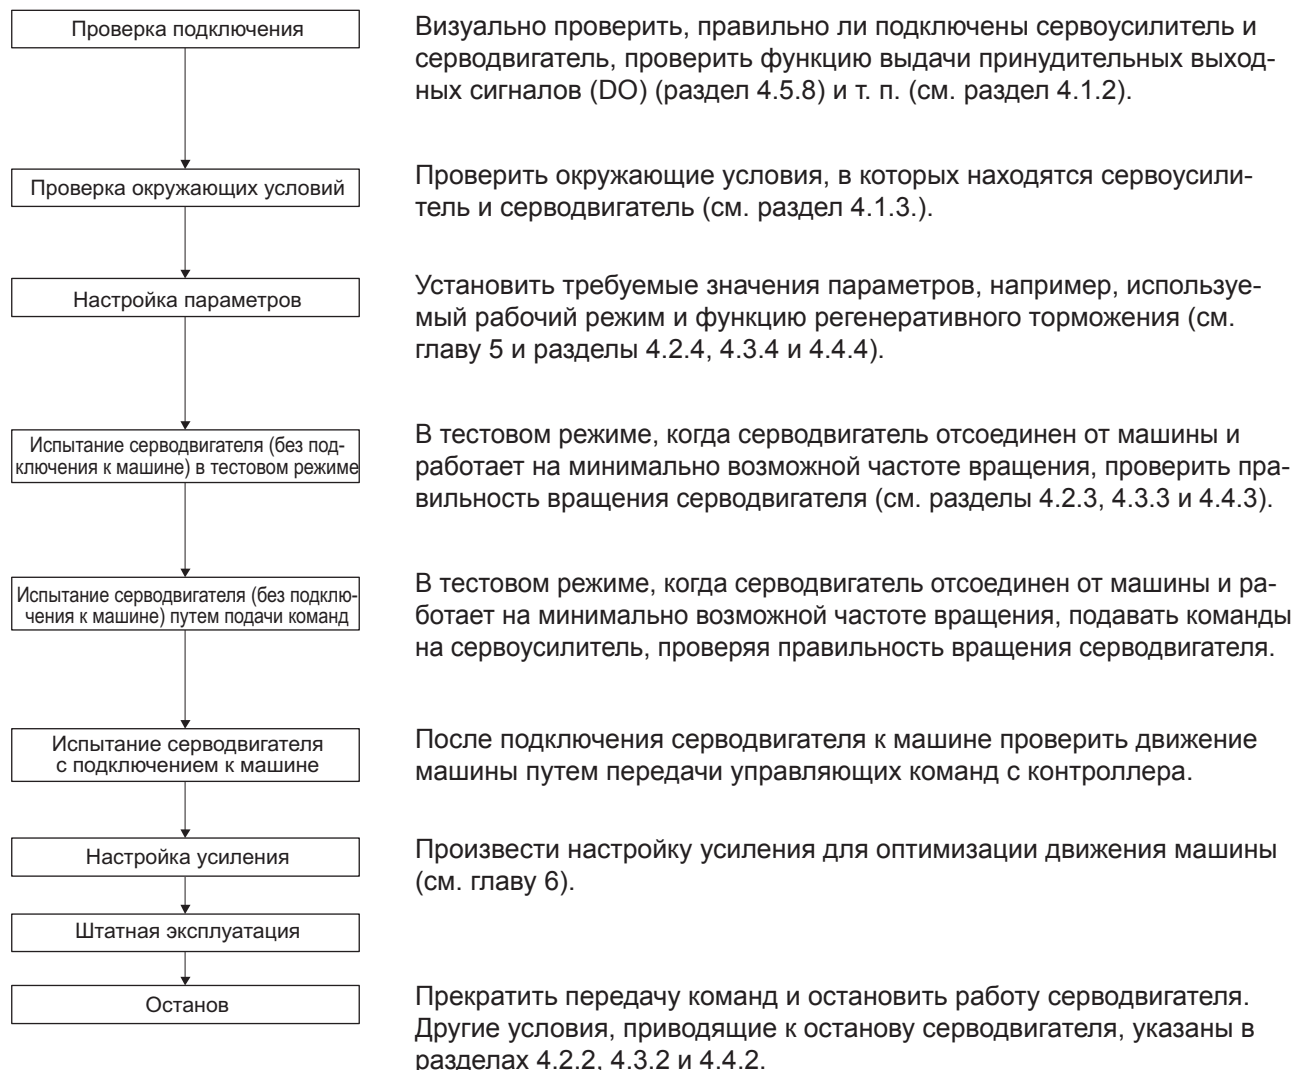 Проверка подключения
Визуально проверить, правильно ли подключены сервоусилитель и
серводвигатель, проверить функцию выдачи принудительных выход-
ных сигналов (DO) (раздел 4.5.8) и т. п. (см. раздел 4.1.2).
Проверка окружающих условий
Проверить окружающие условия, в которых находятся сервоусили-
тель и серводвигатель (см. раздел 4.1.3.).
Настройка параметров
Установить требуемые значения параметров, например, используе-
мый рабочий режим и функцию регенеративного торможения (см.
главу 5 и разделы 4.2.4, 4.3.4 и 4.4.4).
Испытание серводвигателя (без под-
ключения к машине) в тестовом режиме
В тестовом режиме, когда серводвигатель отсоединен от машины и
работает на минимально возможной частоте вращения, проверить пра-
вильность вращения серводвигателя (см. разделы 4.2.3, 4.3.3 и 4.4.3).
Испытание серводвигателя (без подклю-
чения к машине) путем подачи команд
В тестовом режиме, когда серводвигатель отсоединен от машины и ра-
ботает на минимально возможной частоте вращения, подавать команды
на сервоусилитель, проверяя правильность вращения серводвигателя.
Испытание серводвигателя
с подключением к машине
После подключения серводвигателя к машине проверить движение
машины путем передачи управляющих команд с контроллера.
Настройка усиления
Произвести настройку усиления для оптимизации движения машины
(см. главу 6).
Штатная эксплуатация
Останов
Прекратить передачу команд и остановить работу серводвигателя.
Другие условия, приводящие к останову серводвигателя, указаны в
разделах 4.2.2, 4.3.2 и 4.4.2.